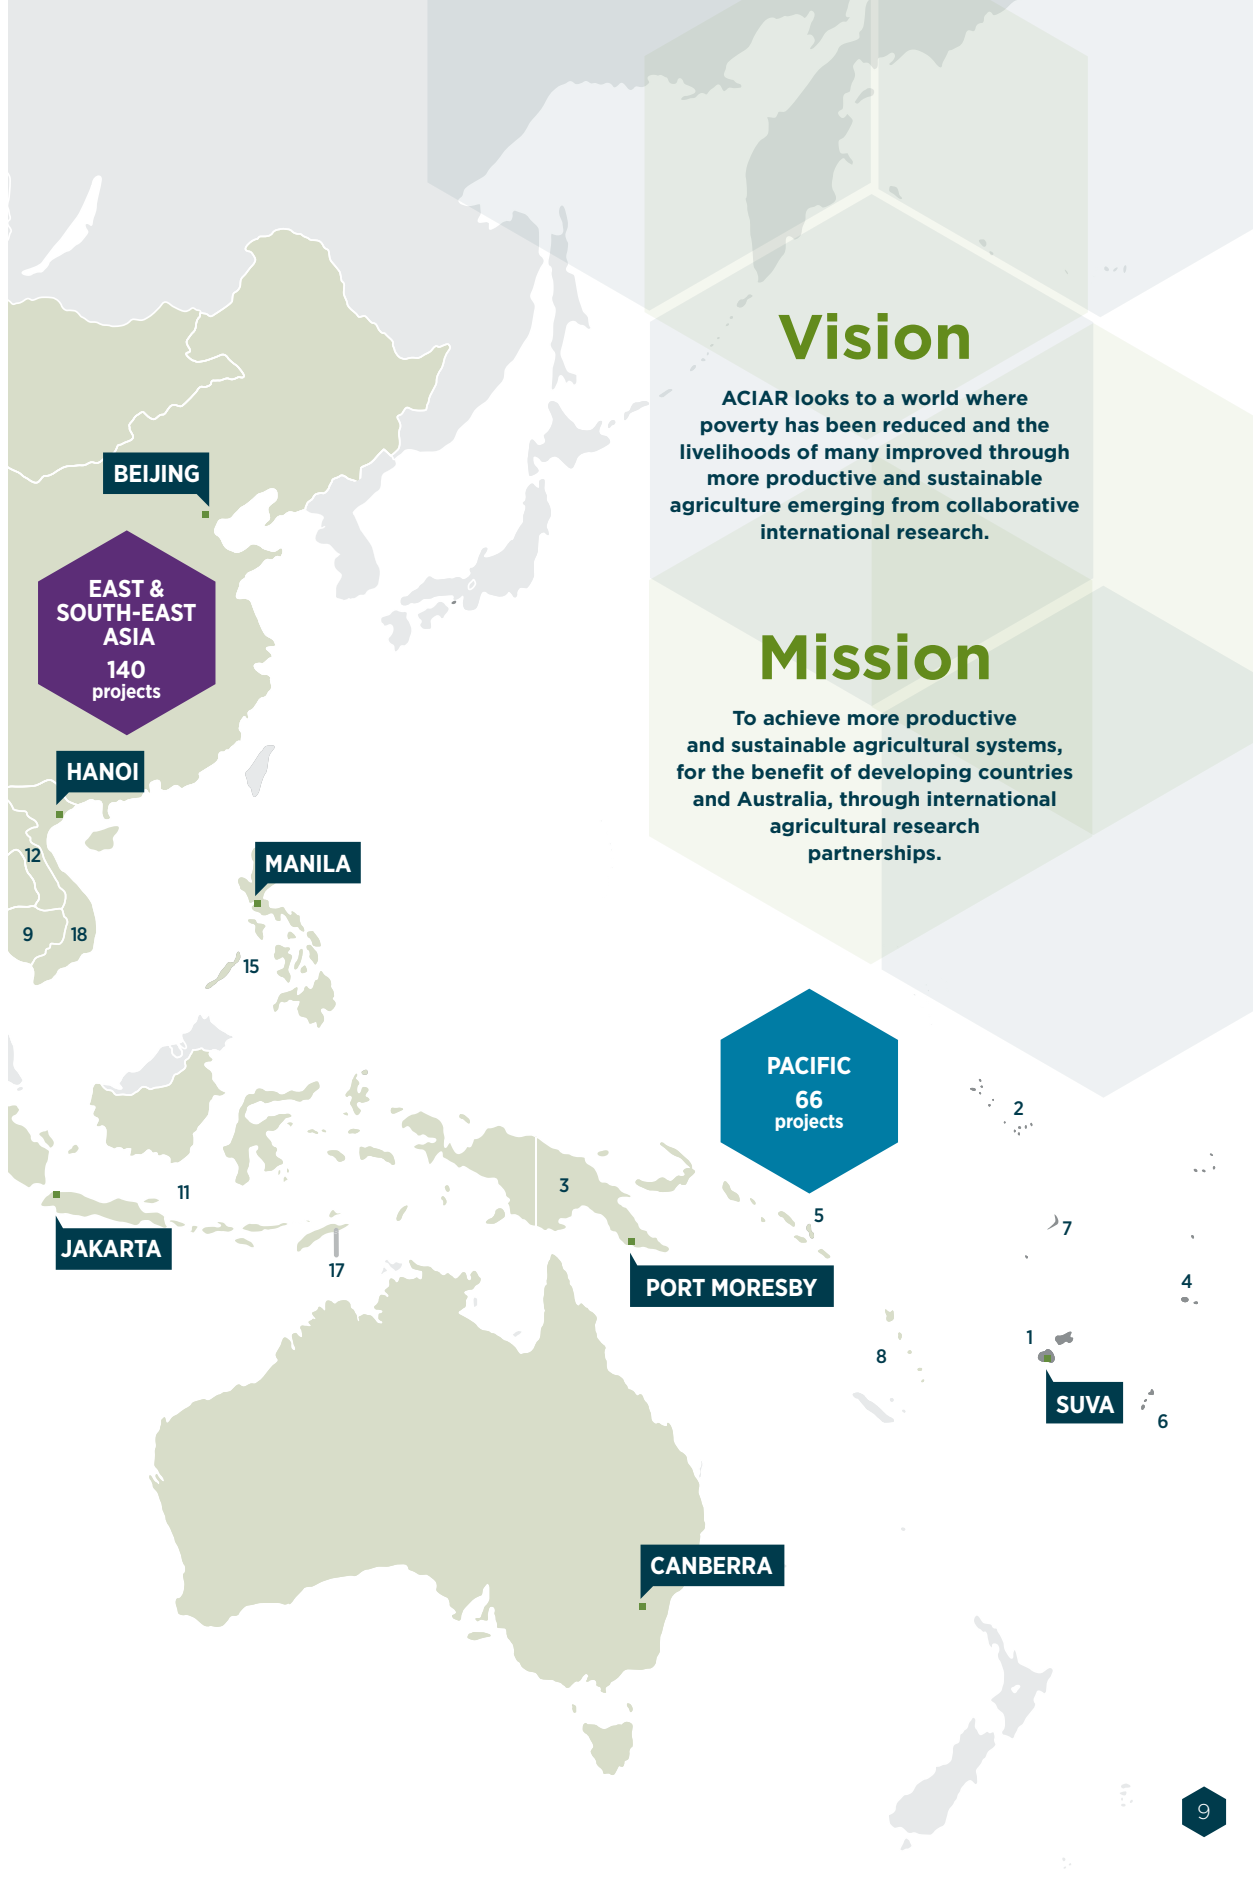 Vision
ACIAR looks to a world where
poverty has been reduced and the
livelihoods of many improved through
more productive and sustainable
agriculture emerging from collaborative
international research.
BEIJING
EAST &
SOUTH-EAST
ASIA
140
projects
Mission
To achieve more productive
and sustainable agricultural systems,
for the benefit of developing countries
and Australia, through international
agricultural research
partnerships.
HANOI
12
MANILA
9
18
15
PACIFIC
66
projects
2
11
3
5
7
JAKARTA
17
PORT MORESBY
4
1
8
SUVA
6
CANBERRA
9